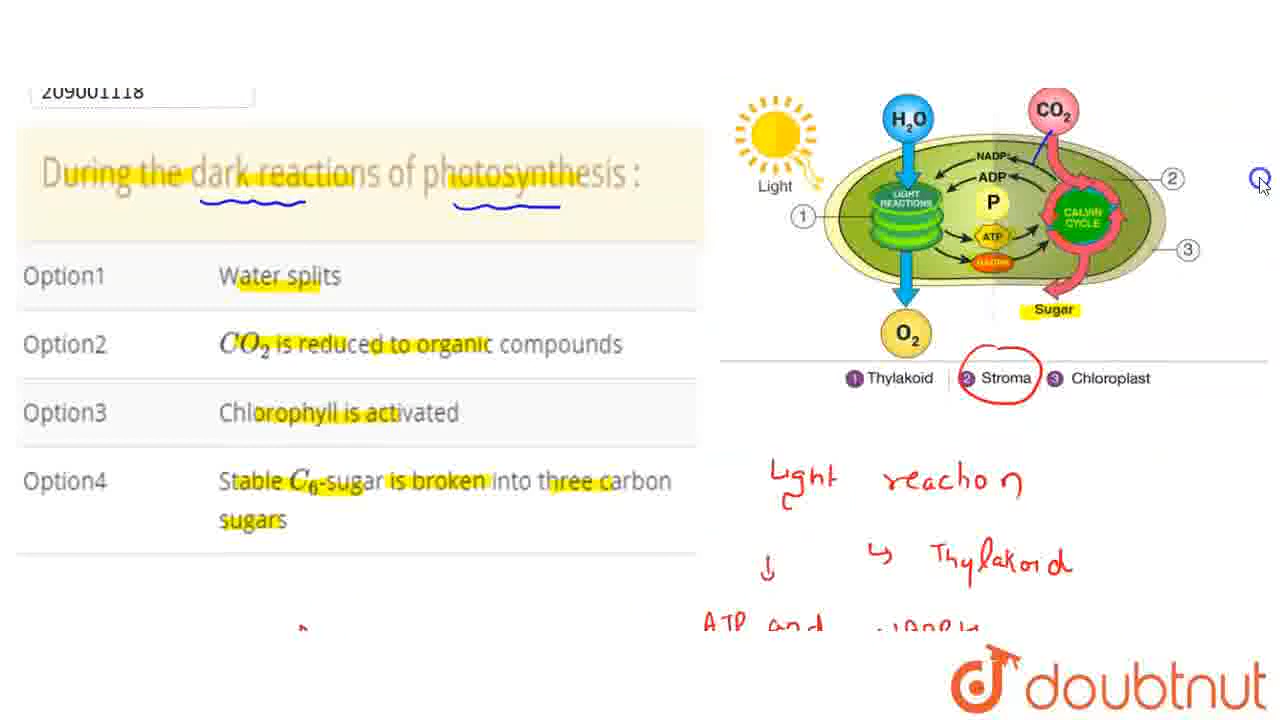 209001118
During the dark reactions of photosynthesis :
Option1 Water splits
Option2 CO₂ is reduced to organic compounds
Option3 Chlorophyll is activated
Option4 Stable C₆-sugar is broken into three carbon
sugars
Light
H₂O
CO₂
NADP
ADP
P
LIGHT
REACTIONS
ATP
CALVIN
CYCLE
1
2
3
Sugar
O₂
1 Thylakoid 2 Stroma 3 Chloroplast
Light reaction
↓ ↳ Thylakoid
ATP and
doubtnut